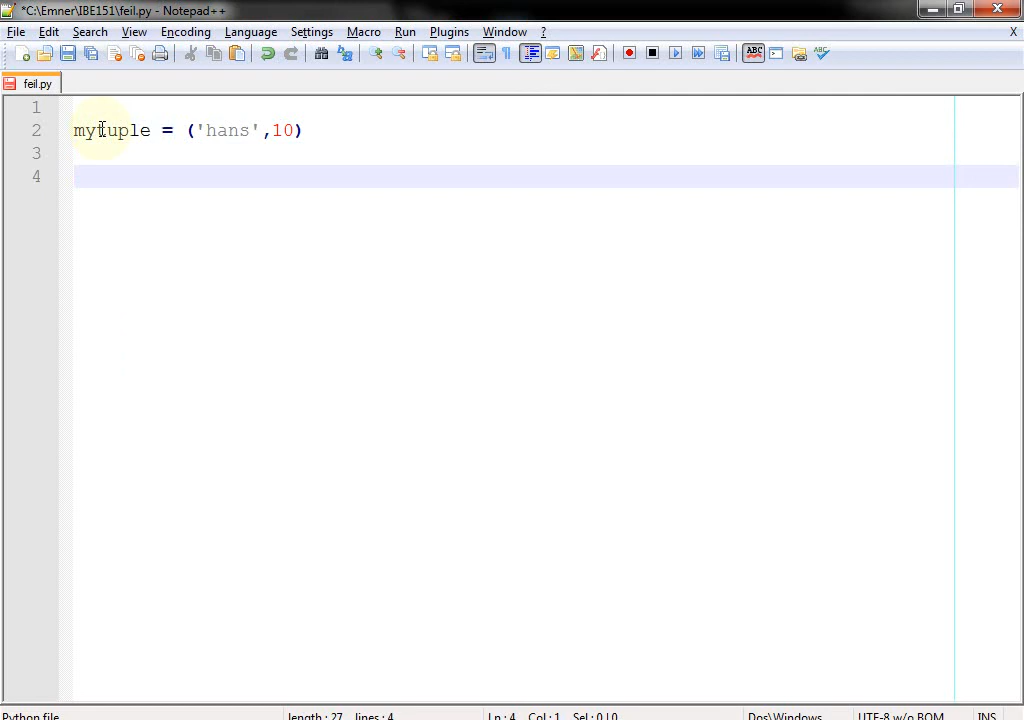 *C:\Emner\IBE151\feil.py - Notepad++
File Edit Search View Encoding Language Settings Macro Run Plugins Window ? X
ABC ABC
feil.py
1
2 mytuple = ('hans',10)
3
4
Python file length : 27 lines : 4 Ln : 4 Col : 1 Sel : 0 | 0 Dos\Windows UTF-8 w/o BOM INS